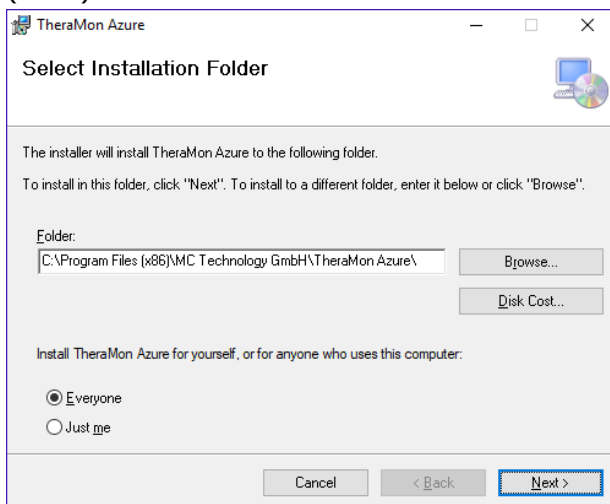 TheraMon Azure
Select Installation Folder
The installer will install TheraMon Azure to the following folder.
To install in this folder, click "Next". To install to a different folder, enter it below or click "Browse".
Folder:
C:\Program Files (x86)\MC Technology GmbH\TheraMon Azure\
Browse...
Disk Cost...
Install TheraMon Azure for yourself, or for anyone who uses this computer:
Everyone
Just me
Cancel
< Back
Next >